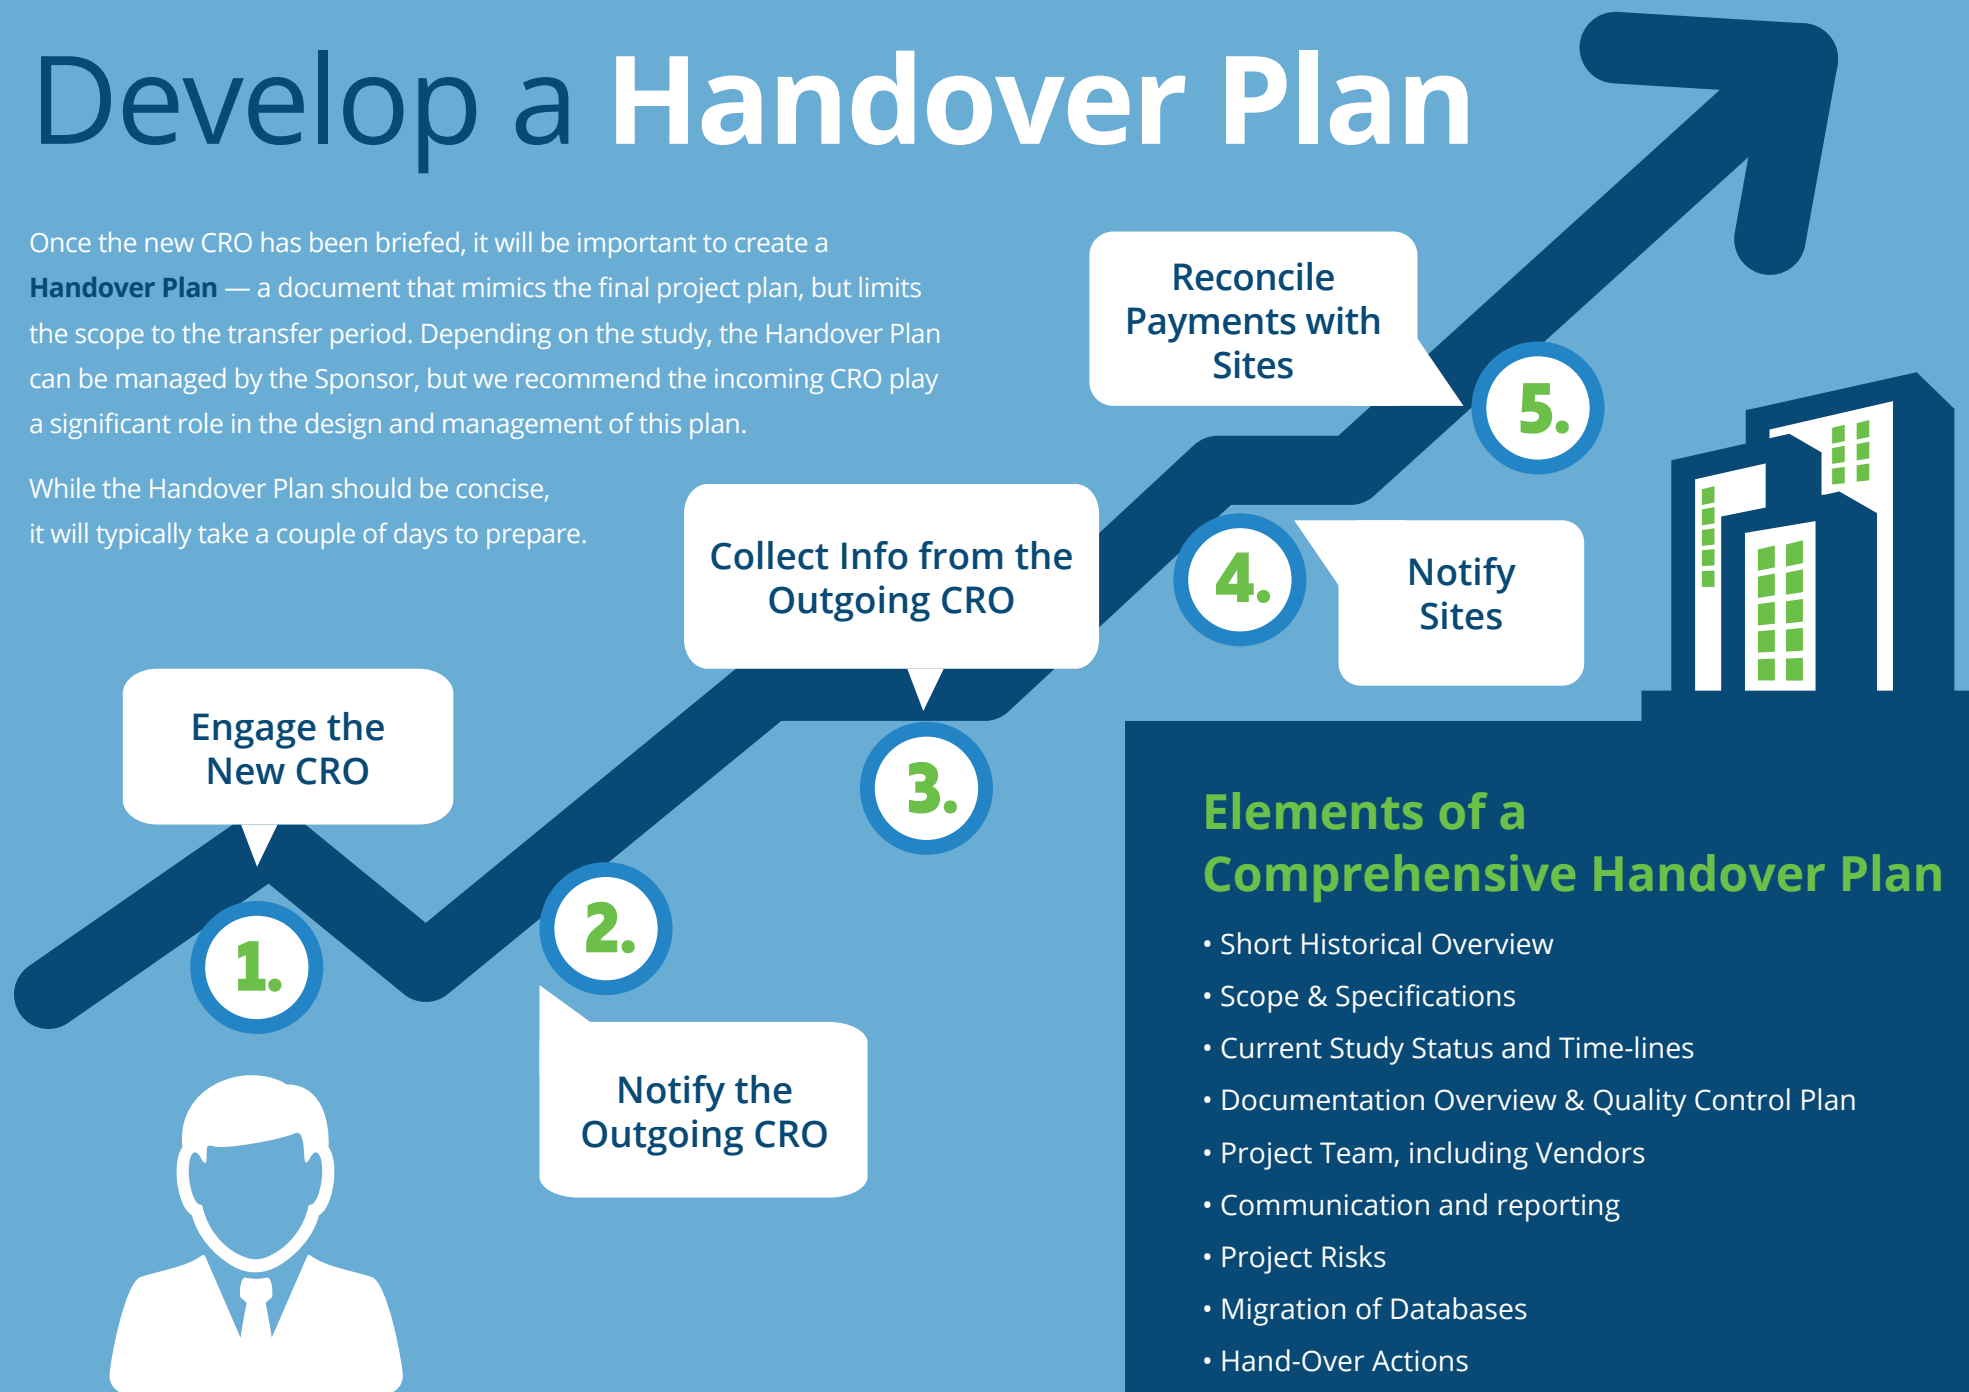 Develop a Handover Plan
Once the new CRO has been briefed, it will be important to create a
Handover Plan — a document that mimics the final project plan, but limits
the scope to the transfer period. Depending on the study, the Handover Plan
can be managed by the Sponsor, but we recommend the incoming CRO play
a significant role in the design and management of this plan.
While the Handover Plan should be concise,
it will typically take a couple of days to prepare.
Engage the
New CRO
1.
2.
Notify the
Outgoing CRO
Collect Info from the
Outgoing CRO
3.
4.
Notify
Sites
Reconcile
Payments with
Sites
5.
Elements of a
Comprehensive Handover Plan
• Short Historical Overview
• Scope & Specifications
• Current Study Status and Time-lines
• Documentation Overview & Quality Control Plan
• Project Team, including Vendors
• Communication and reporting
• Project Risks
• Migration of Databases
• Hand-Over Actions